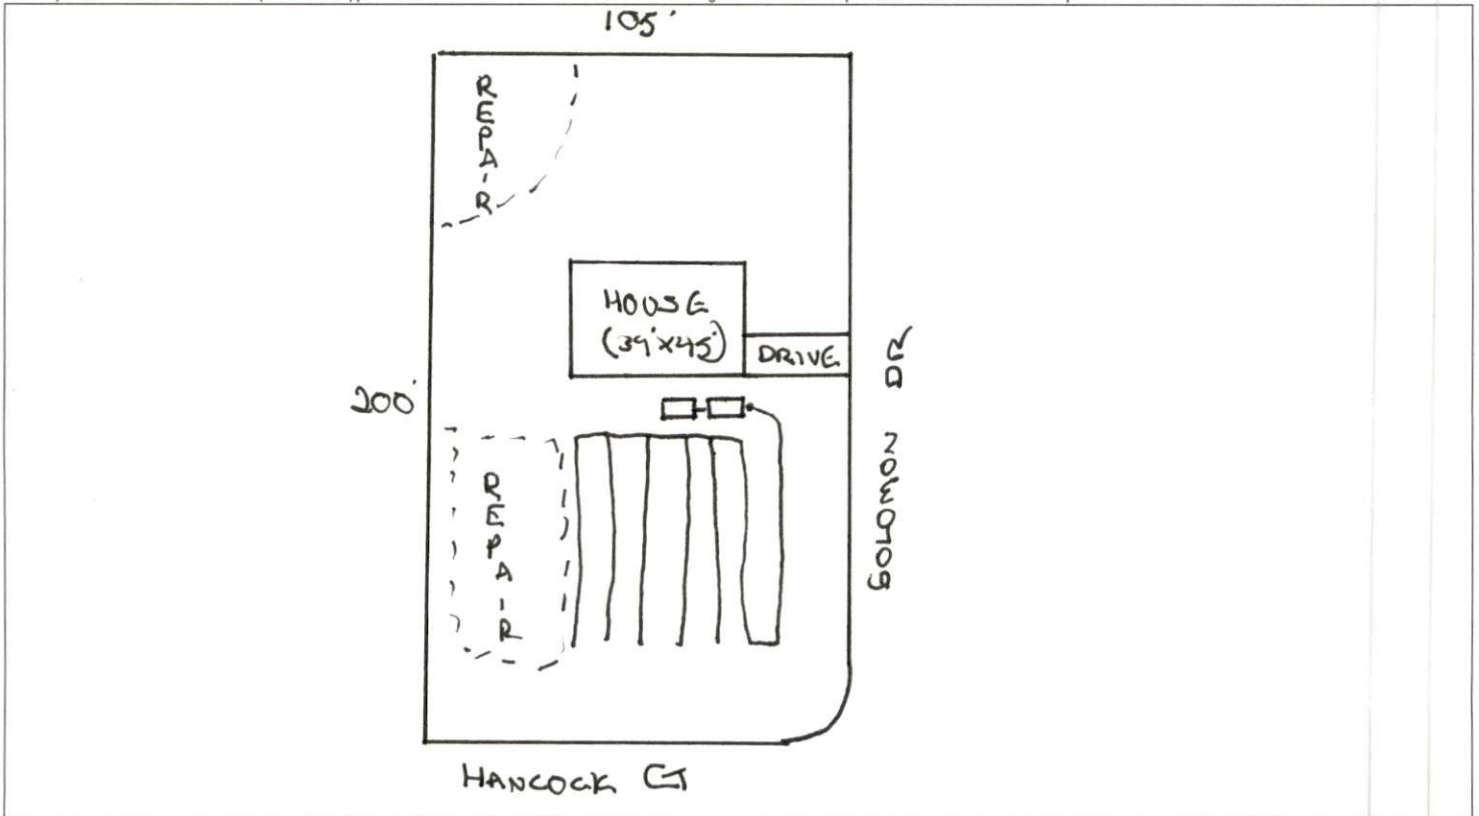 105'
REPAIR
HOUSE
(39'x45')
DRIVE
200'
SOLOMON DR
REPAIR
HANCOCK CT